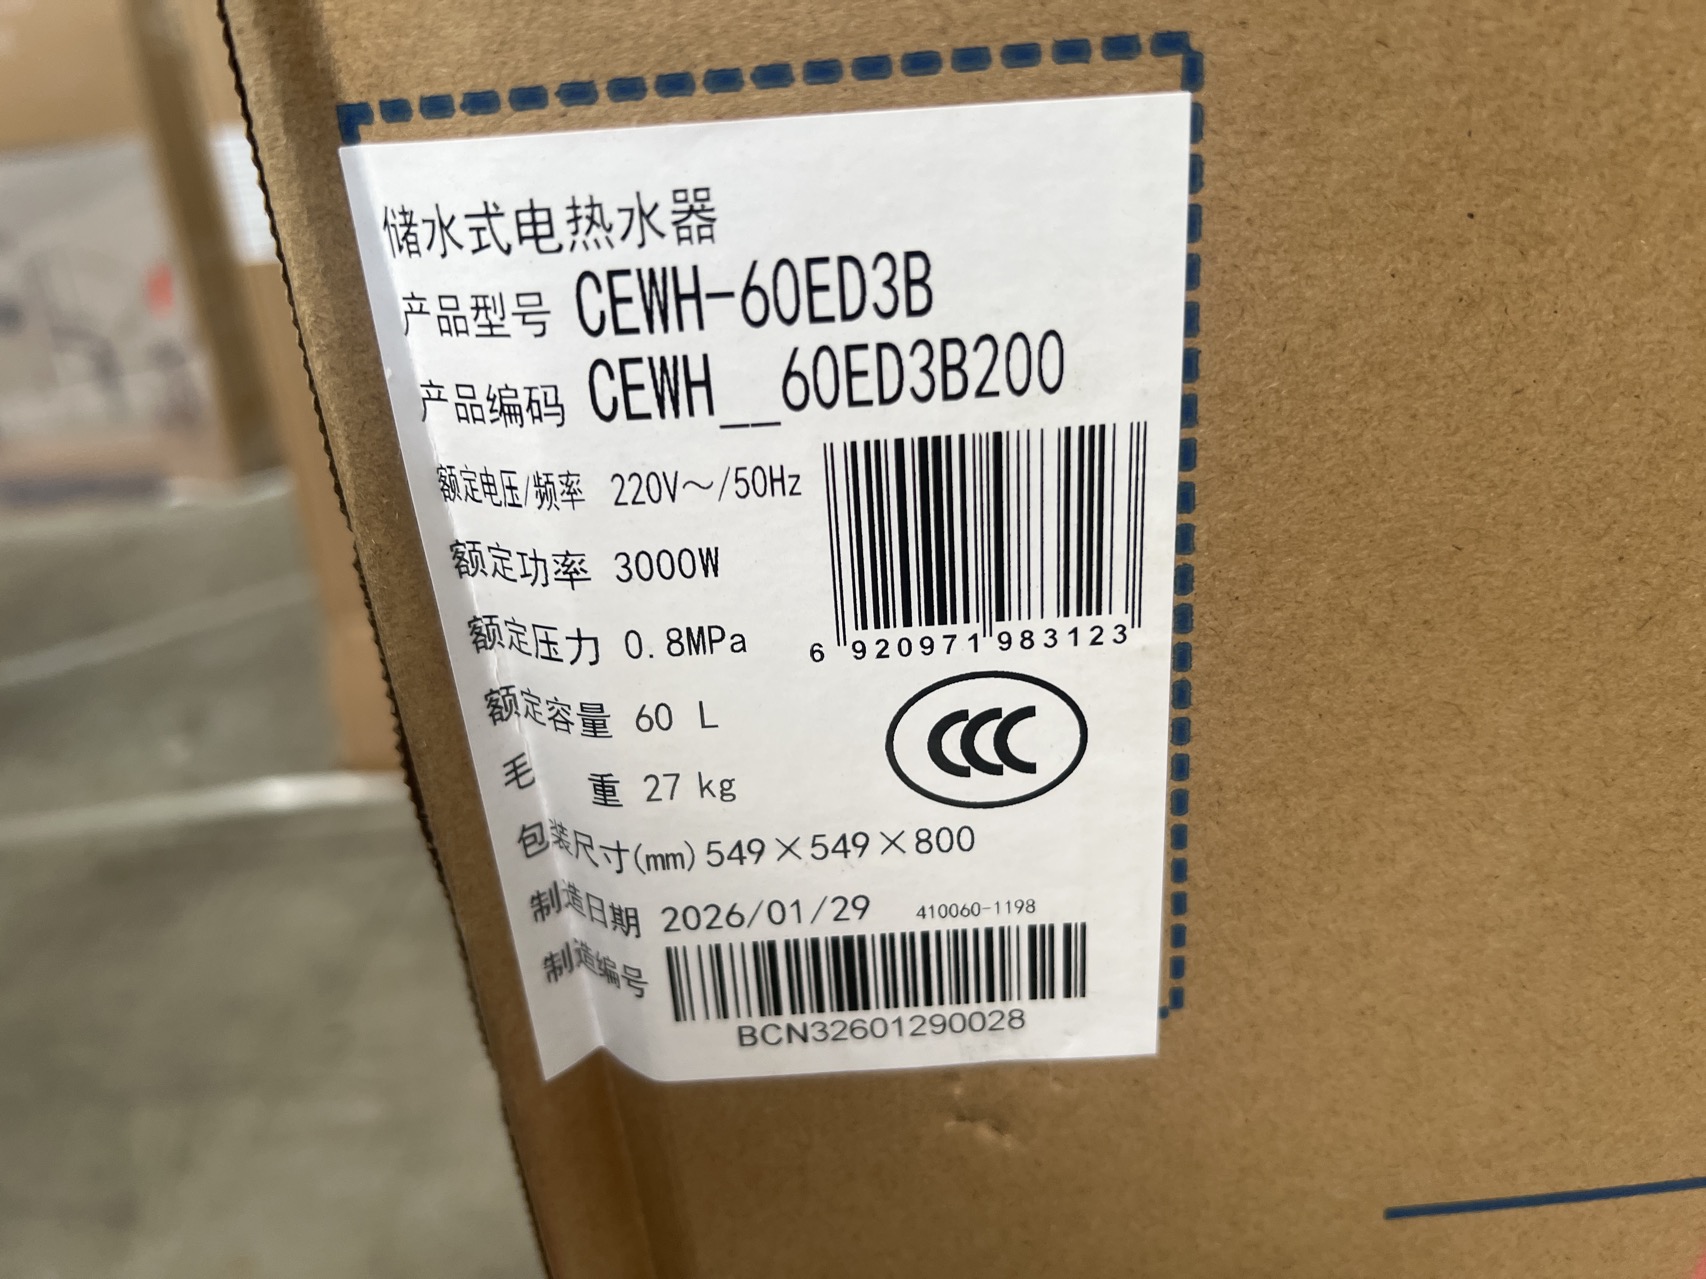 储水式电热水器
产品型号 CEWH-60ED3B
产品编码 CEWH__60ED3B200
额定电压/频率 220V～/50Hz
额定功率 3000W
额定压力 0.8MPa
6 920971 983123
额定容量 60 L
CCC
毛 重 27 kg
包装尺寸(mm) 549×549×800
制造日期 2026/01/29 410060-1198
制造编号
BCN32601290028